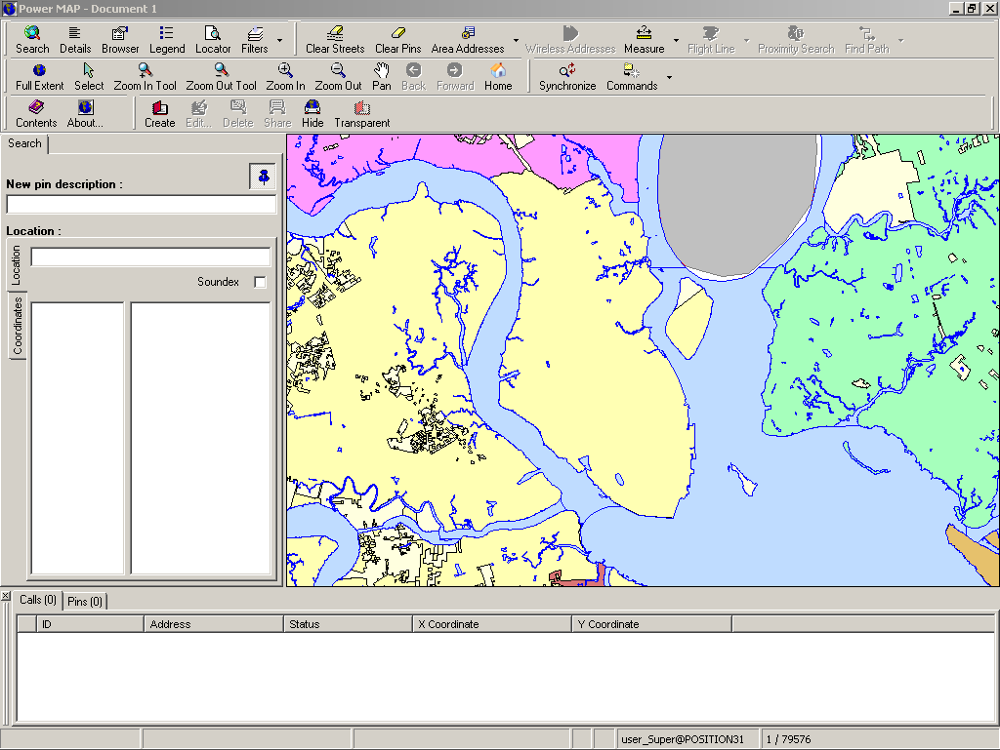 Power MAP - Document 1
Search Details Browser Legend Locator Filters Clear Streets Clear Pins Area Addresses Wireless Addresses Measure Flight Line Proximity Search Find Path
Full Extent Select Zoom In Tool Zoom Out Tool Zoom In Zoom Out Pan Back Forward Home Synchronize Commands
Contents About... Create Edit... Delete Share Hide Transparent
Search
New pin description :
Location :
Location
Soundex
Coordinates
Calls (0) Pins (0)
ID Address Status X Coordinate Y Coordinate
user_Super@POSITION31 1 / 79576